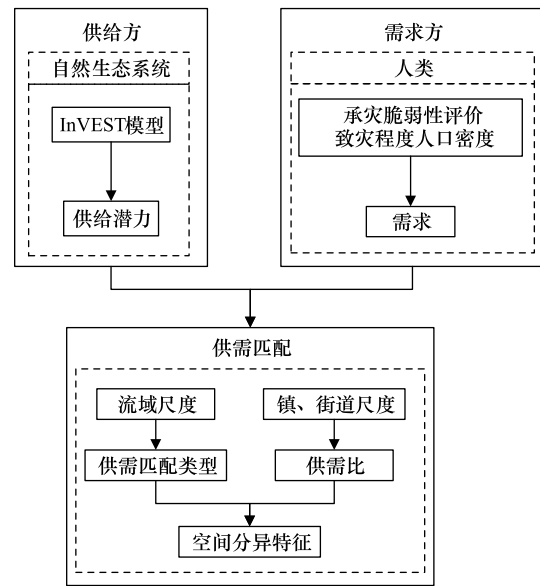 供给方
自然生态系统
InVEST模型
供给潜力
需求方
人类
承灾脆弱性评价
致灾程度人口密度
需求
供需匹配
流域尺度
镇、街道尺度
供需匹配类型
供需比
空间分异特征